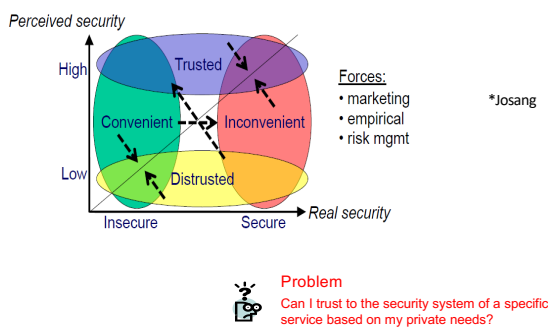 Perceived security
High
Trusted
Forces:
• marketing
*Josang
Convenient
Inconvenient
• empirical
• risk mgmt
Low
Distrusted
Insecure
Secure
Real security
?
Problem
Can I trust to the security system of a specific
service based on my private needs?